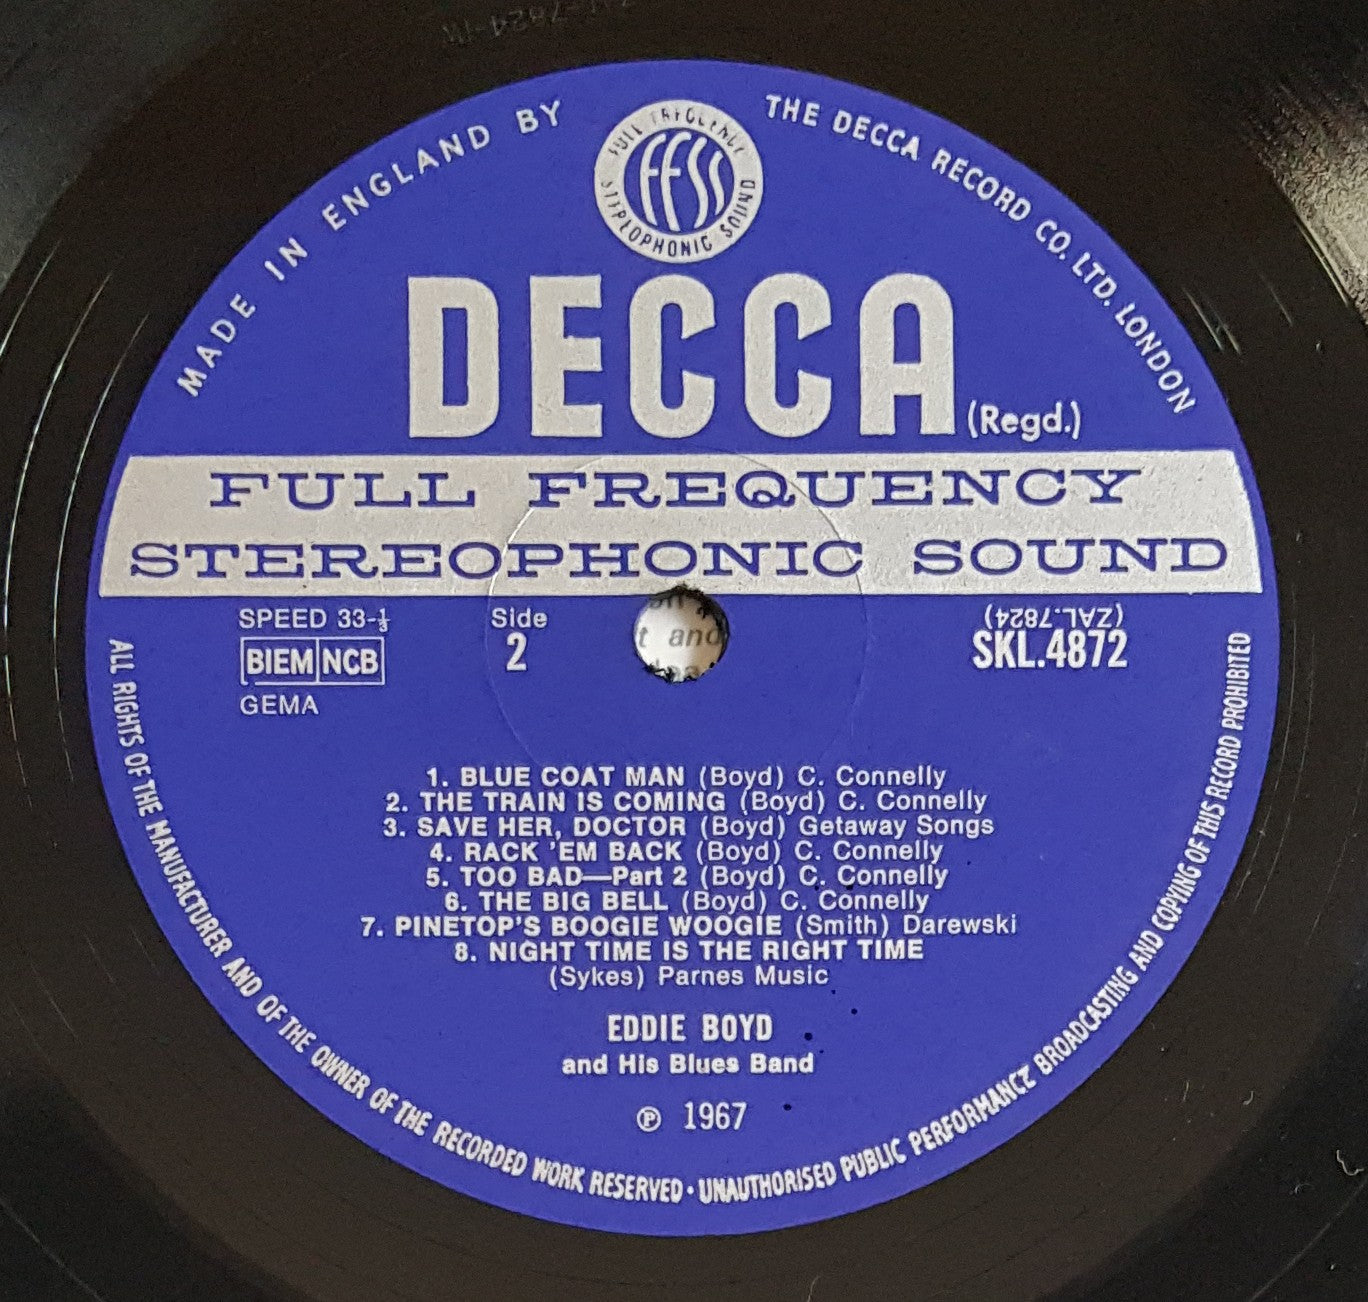 MADE IN ENGLAND BY
THE DECCA RECORD CO. LTD. LONDON
FULL FREQUENCY
FFSS
STEREOPHONIC SOUND
DECCA
(Regd.)
FULL FREQUENCY
STEREOPHONIC SOUND
SPEED 33-⅓
BIEM NCB
GEMA
Side
2
and
(ZAL.7824)
SKL.4872
1. BLUE COAT MAN (Boyd) C. Connelly
2. THE TRAIN IS COMING (Boyd) C. Connelly
3. SAVE HER, DOCTOR (Boyd) Getaway Songs
4. RACK 'EM BACK (Boyd) C. Connelly
5. TOO BAD—Part 2 (Boyd) C. Connelly
6. THE BIG BELL (Boyd) C. Connelly
7. PINETOP'S BOOGIE WOOGIE (Smith) Darewski
8. NIGHT TIME IS THE RIGHT TIME
(Sykes) Parnes Music
EDDIE BOYD
and His Blues Band
℗ 1967
ALL RIGHTS OF THE MANUFACTURER AND OF THE OWNER OF THE RECORDED WORK RESERVED · UNAUTHORISED PUBLIC PERFORMANCE BROADCASTING AND COPYING OF THIS RECORD PROHIBITED